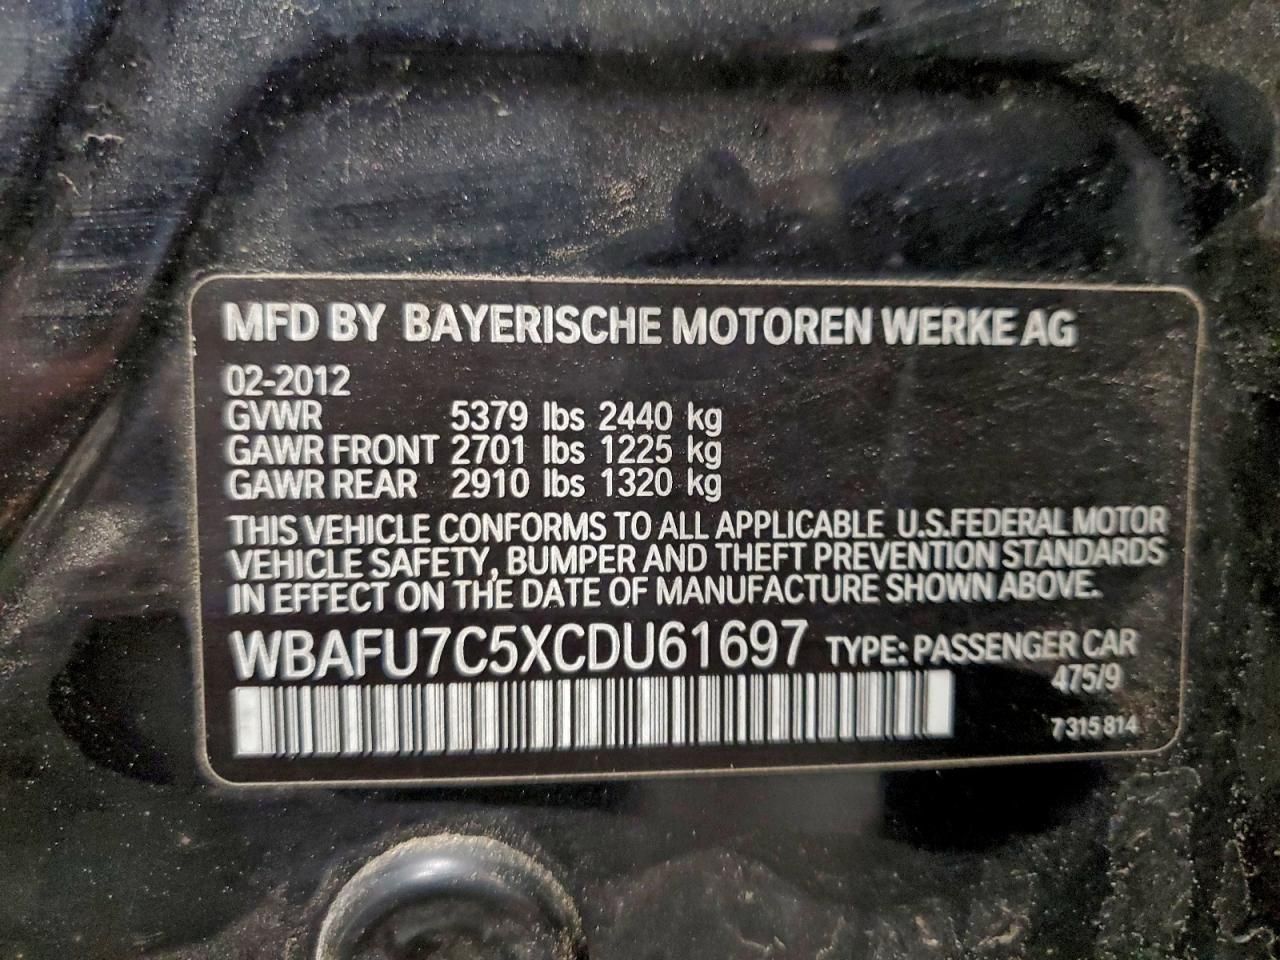 MFD BY BAYERISCHE MOTOREN WERKE AG
02-2012
GVWR 5379 lbs 2440 kg
GAWR FRONT 2701 lbs 1225 kg
GAWR REAR 2910 lbs 1320 kg
THIS VEHICLE CONFORMS TO ALL APPLICABLE U.S.FEDERAL MOTOR
VEHICLE SAFETY, BUMPER AND THEFT PREVENTION STANDARDS
IN EFFECT ON THE DATE OF MANUFACTURE SHOWN ABOVE.
WBAFU7C5XCDU61697 TYPE: PASSENGER CAR
475/9
7315814